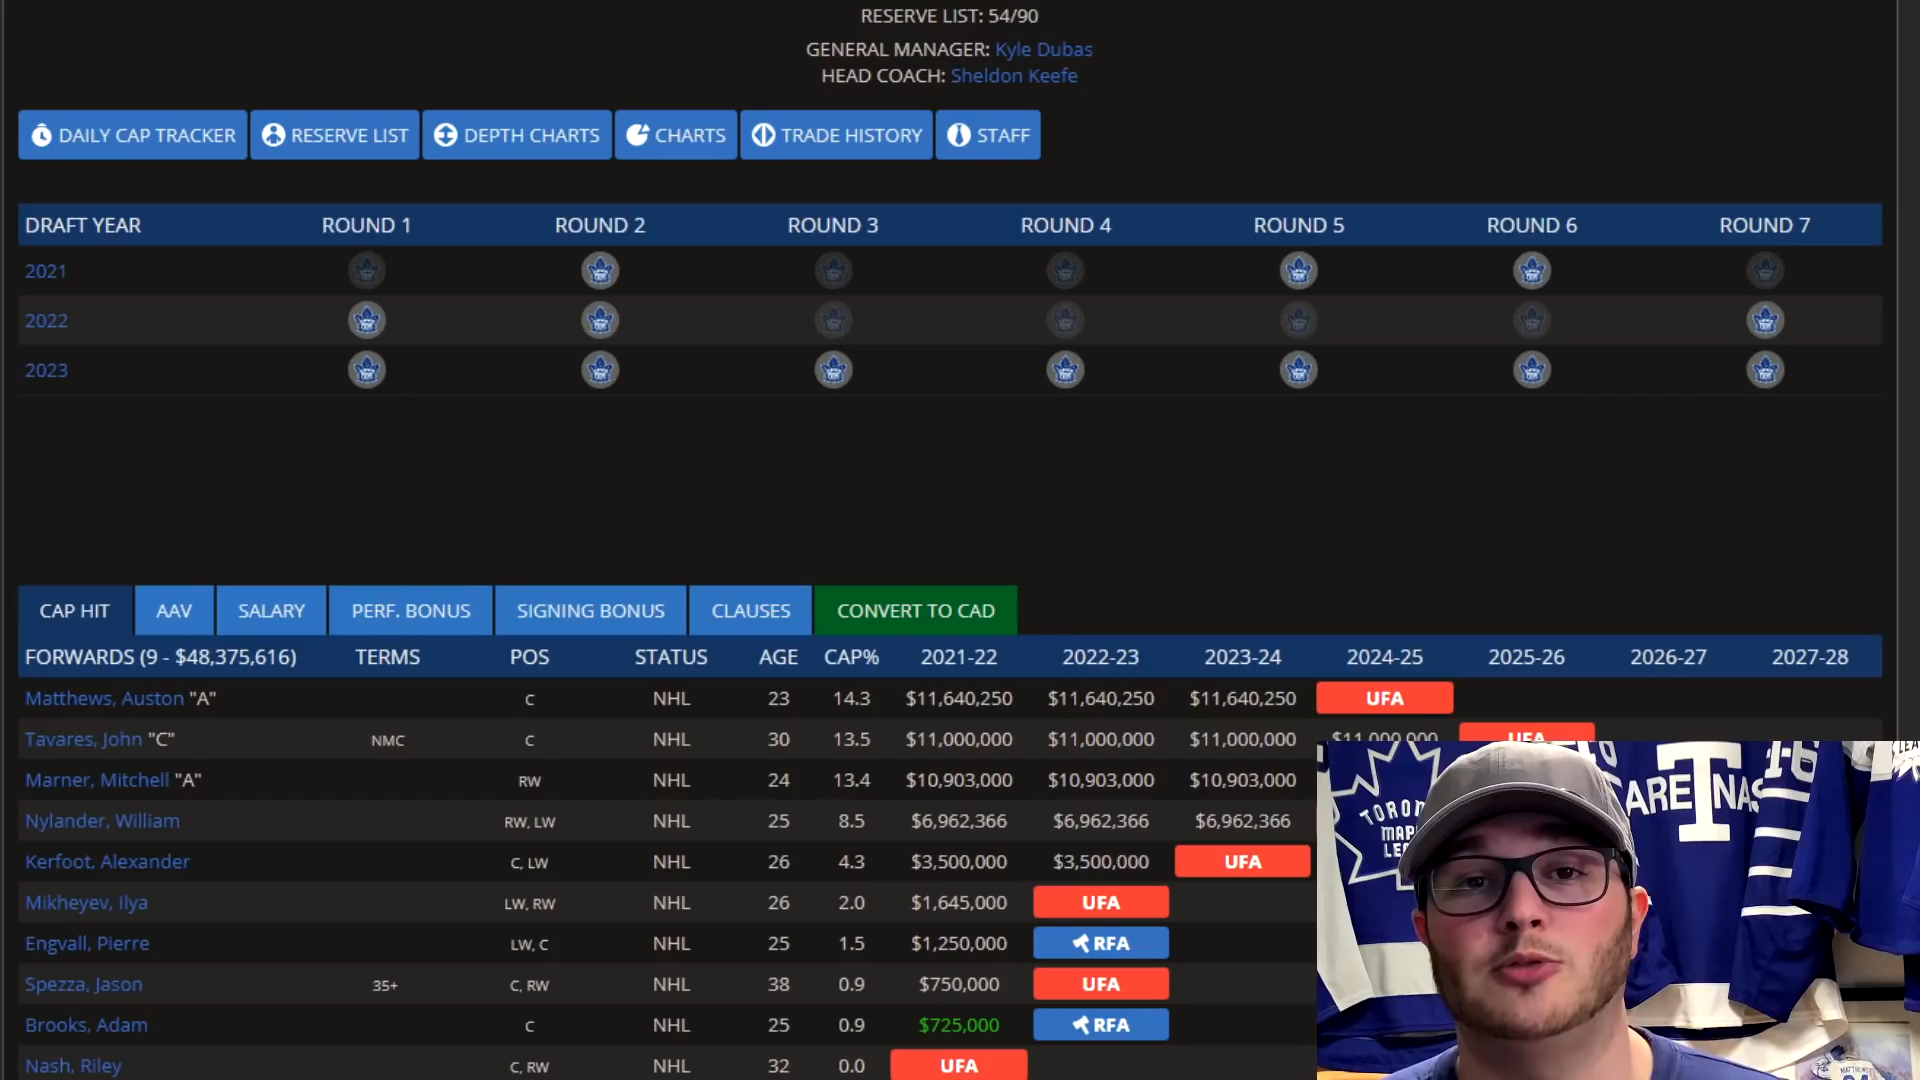 RESERVE LIST: 54/90
GENERAL MANAGER: Kyle Dubas
HEAD COACH: Sheldon Keefe
DAILY CAP TRACKER RESERVE LIST DEPTH CHARTS CHARTS TRADE HISTORY STAFF
DRAFT YEAR ROUND 1 ROUND 2 ROUND 3 ROUND 4 ROUND 5 ROUND 6 ROUND 7
2021
2022
2023
CAP HIT AAV SALARY PERF. BONUS SIGNING BONUS CLAUSES CONVERT TO CAD
FORWARDS (9 - $48,375,616) TERMS POS STATUS AGE CAP% 2021-22 2022-23 2023-24 2024-25 2025-26 2026-27 2027-28
Matthews, Auston "A" C NHL 23 14.3 $11,640,250 $11,640,250 $11,640,250 UFA
Tavares, John "C" NMC C NHL 30 13.5 $11,000,000 $11,000,000 $11,000,000 $11,000,000 UFA
Marner, Mitchell "A" RW NHL 24 13.4 $10,903,000 $10,903,000 $10,903,000
Nylander, William RW, LW NHL 25 8.5 $6,962,366 $6,962,366 $6,962,366
Kerfoot, Alexander C, LW NHL 26 4.3 $3,500,000 $3,500,000 UFA
Mikheyev, Ilya LW, RW NHL 26 2.0 $1,645,000 UFA
Engvall, Pierre LW, C NHL 25 1.5 $1,250,000 RFA
Spezza, Jason 35+ C, RW NHL 38 0.9 $750,000 UFA
Brooks, Adam C NHL 25 0.9 $725,000 RFA
Nash, Riley C, RW NHL 32 0.0 UFA
ARE T NAS